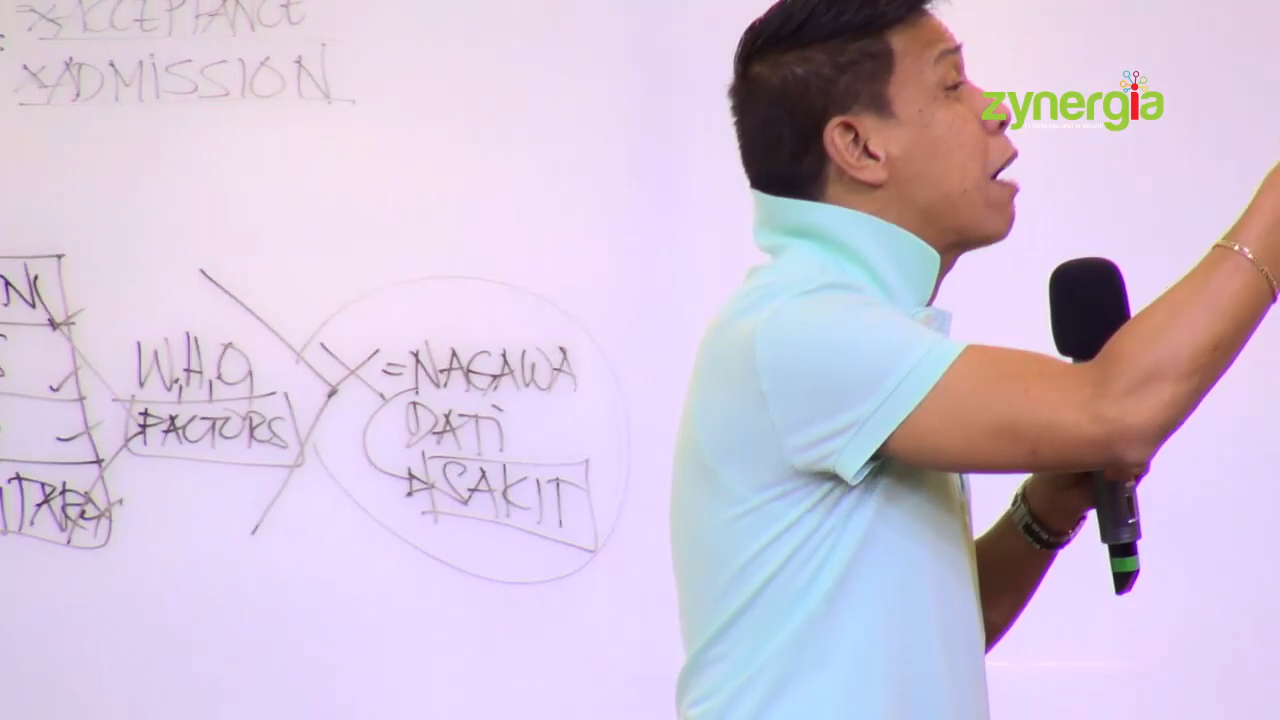 ACCEPTANCE
ADMISSION
zynergia
W,H,O
FACTORS
= NAGAWA
DATI
SAKIT